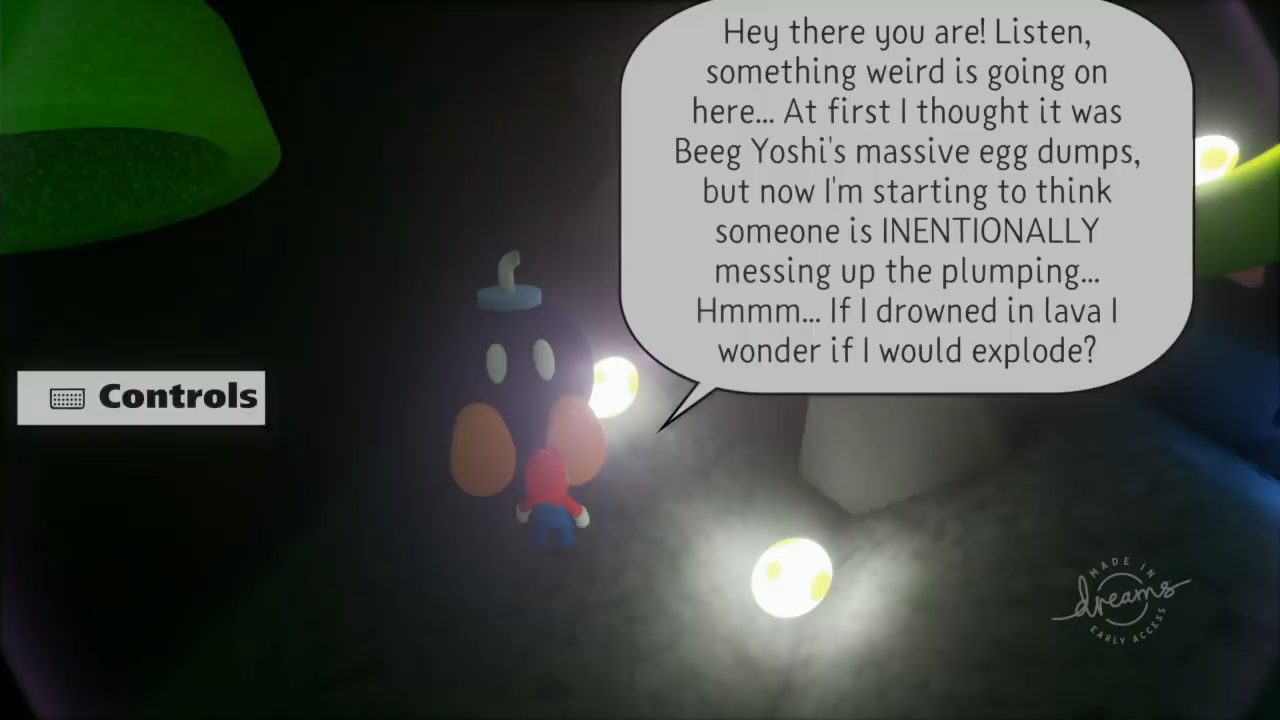 Hey there you are! Listen,
something weird is going on
here... At first I thought it was
Beeg Yoshi's massive egg dumps,
but now I'm starting to think
someone is INENTIONALLY
messing up the plumping...
Hmmm... If I drowned in lava I
wonder if I would explode?
Controls
MADE IN
dreams
EARLY ACCESS